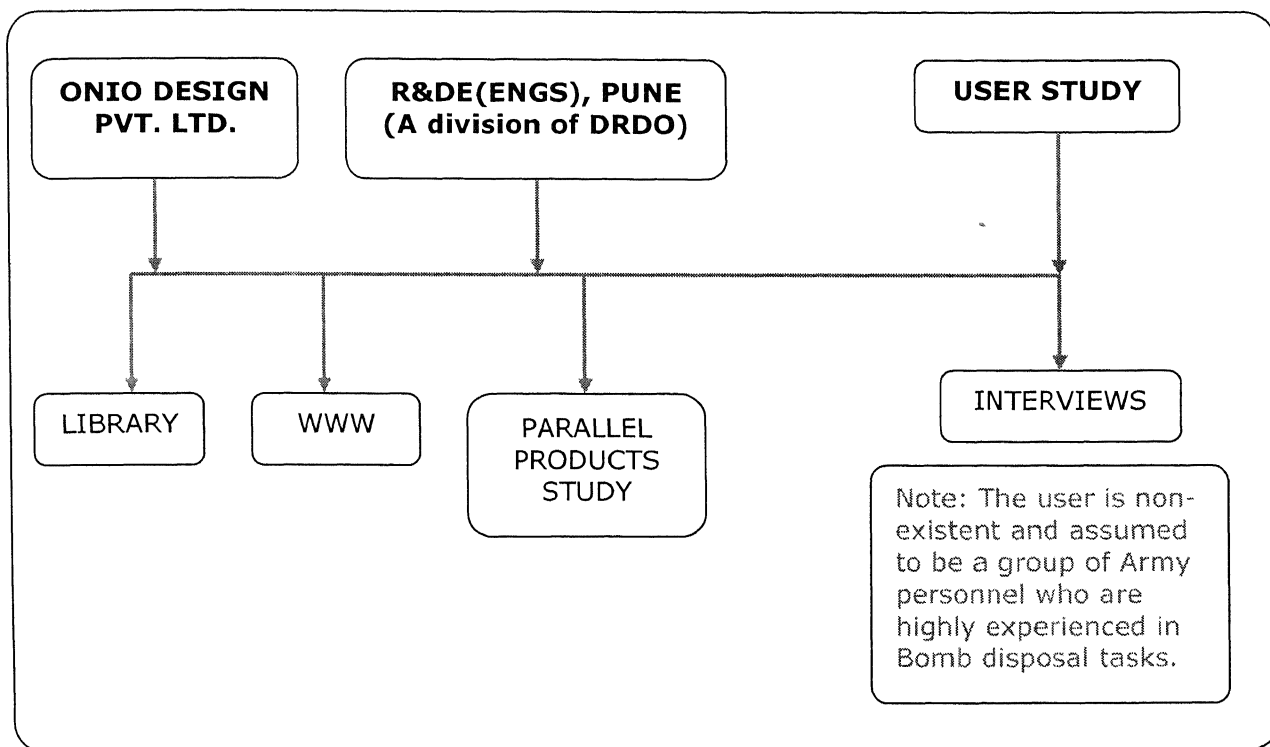 ONIO DESIGN
PVT. LTD.
R&DE(ENGS), PUNE
(A division of DRDO)
USER STUDY
LIBRARY
WWW
PARALLEL
PRODUCTS
STUDY
INTERVIEWS
Note: The user is non-
existent and assumed
to be a group of Army
personnel who are
highly experienced in
Bomb disposal tasks.